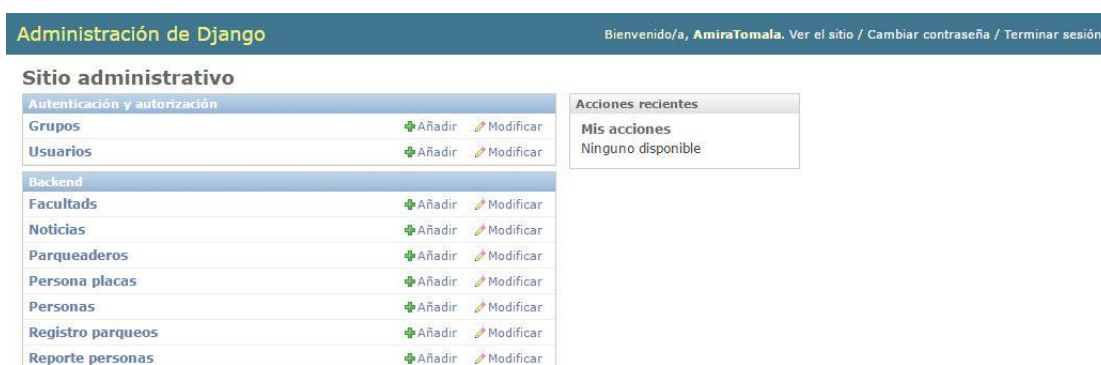 Administración de Django
Bienvenido/a, AmiraTomala. Ver el sitio / Cambiar contraseña / Terminar sesión
Sitio administrativo
Autenticación y autorización
Grupos Añadir Modificar
Usuarios Añadir Modificar
Backend
Facultads Añadir Modificar
Noticias Añadir Modificar
Parqueaderos Añadir Modificar
Persona placas Añadir Modificar
Personas Añadir Modificar
Registro parqueos Añadir Modificar
Reporte personas Añadir Modificar
Acciones recientes
Mis acciones
Ninguno disponible